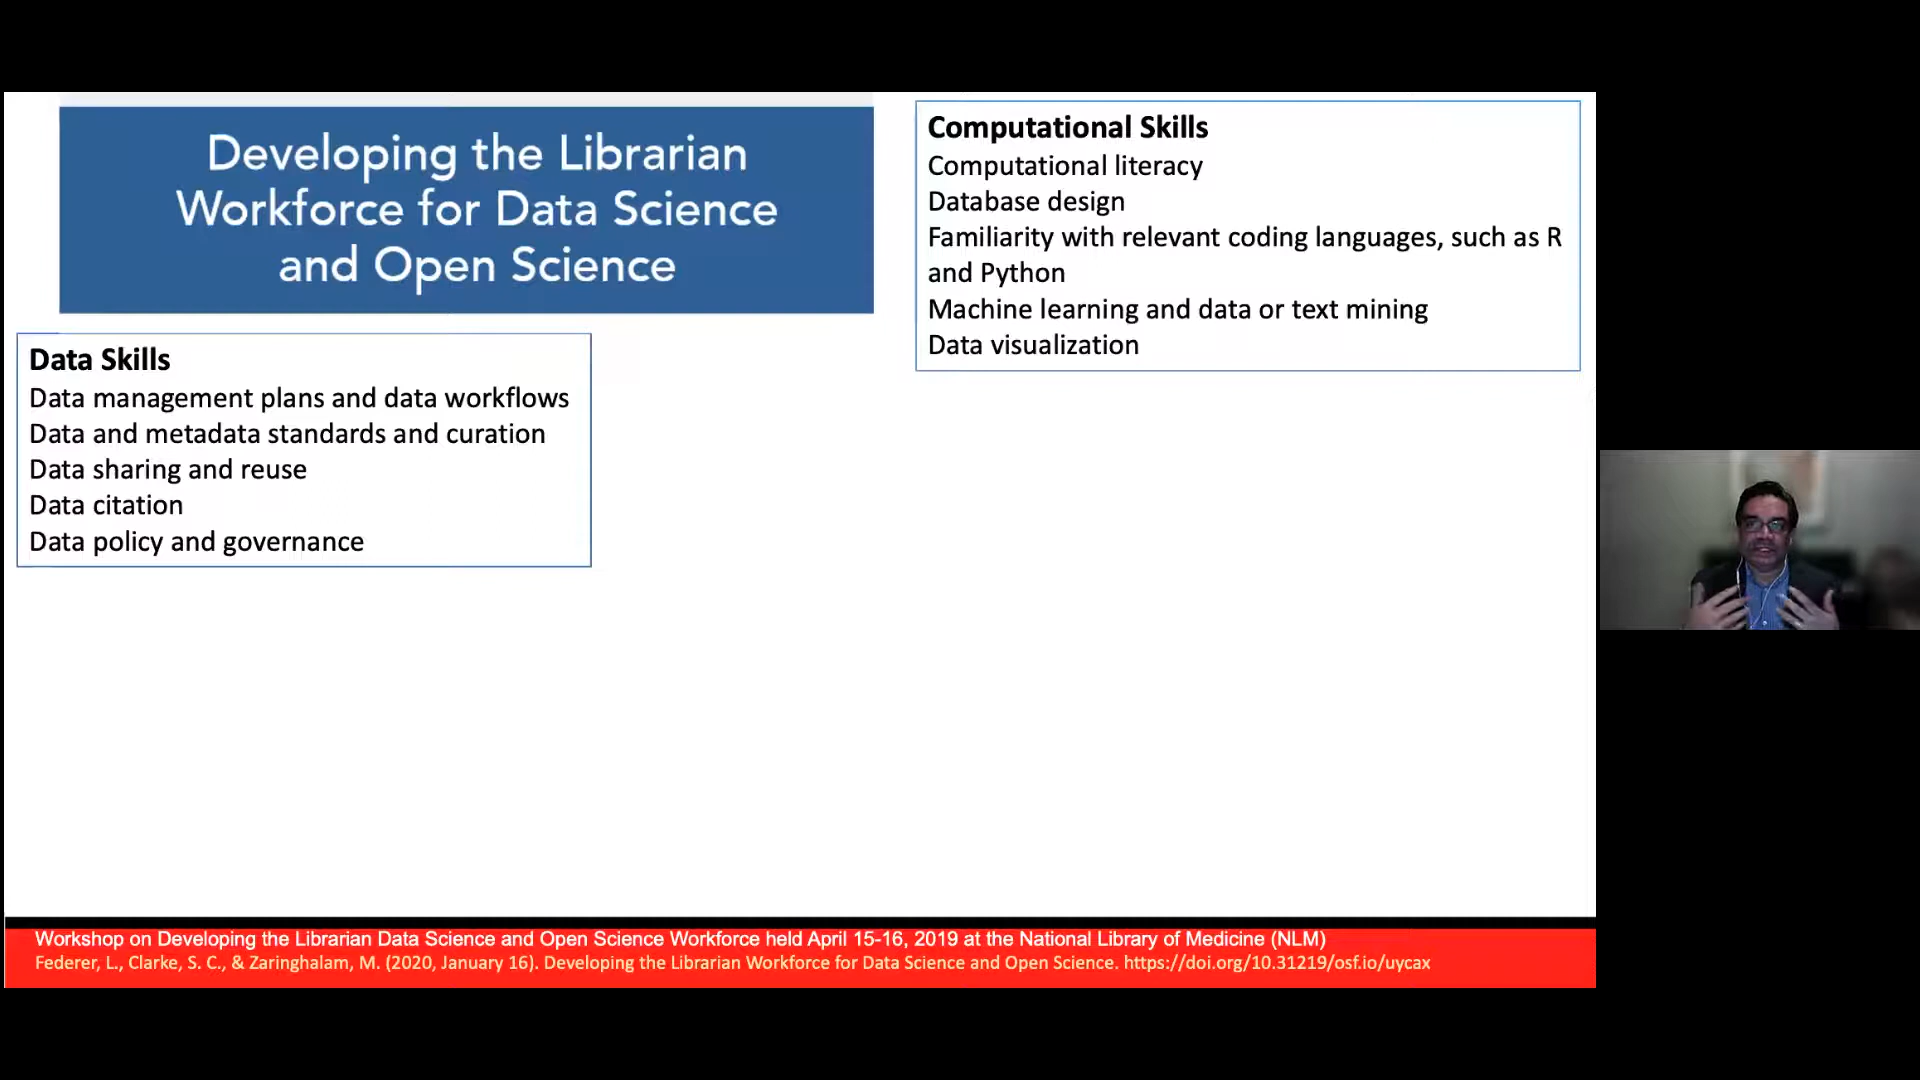 Developing the Librarian
Workforce for Data Science
and Open Science
Data Skills
Data management plans and data workflows
Data and metadata standards and curation
Data sharing and reuse
Data citation
Data policy and governance
Computational Skills
Computational literacy
Database design
Familiarity with relevant coding languages, such as R
and Python
Machine learning and data or text mining
Data visualization
Workshop on Developing the Librarian Data Science and Open Science Workforce held April 15-16, 2019 at the National Library of Medicine (NLM)
Federer, L., Clarke, S. C., & Zaringhalam, M. (2020, January 16). Developing the Librarian Workforce for Data Science and Open Science. https://doi.org/10.31219/osf.io/uycax